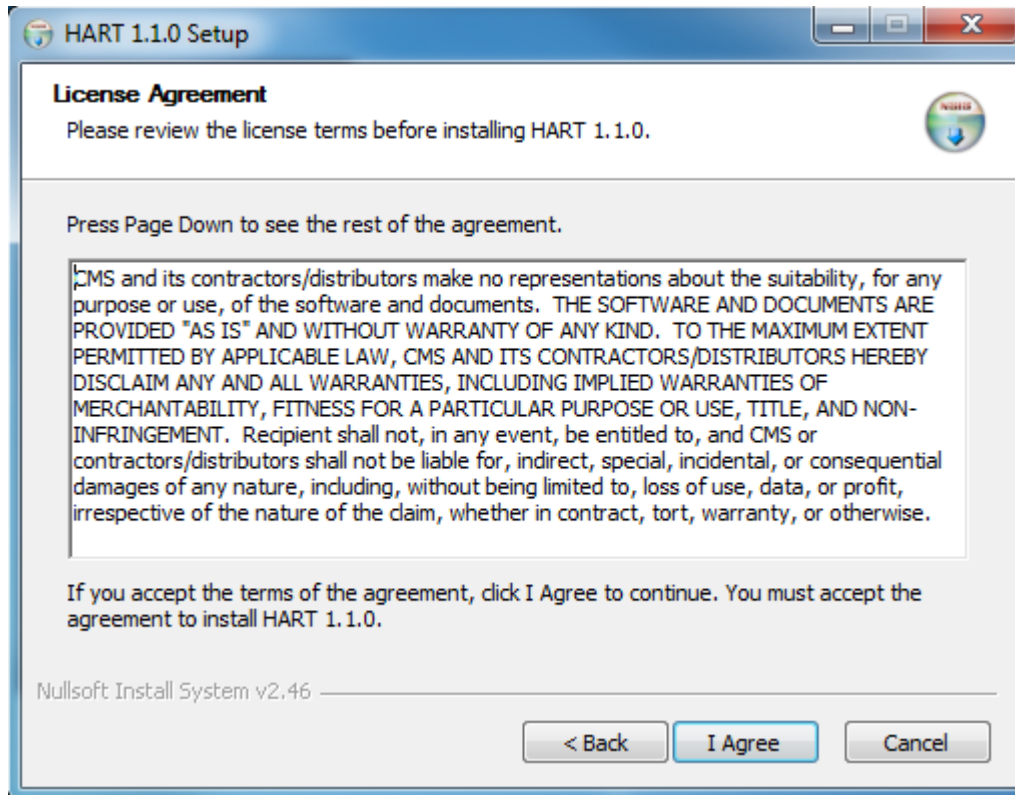 HART 1.1.0 Setup
License Agreement
Please review the license terms before installing HART 1.1.0.
NSIS
Press Page Down to see the rest of the agreement.
CMS and its contractors/distributors make no representations about the suitability, for any
purpose or use, of the software and documents.  THE SOFTWARE AND DOCUMENTS ARE
PROVIDED "AS IS" AND WITHOUT WARRANTY OF ANY KIND.  TO THE MAXIMUM EXTENT
PERMITTED BY APPLICABLE LAW, CMS AND ITS CONTRACTORS/DISTRIBUTORS HEREBY
DISCLAIM ANY AND ALL WARRANTIES, INCLUDING IMPLIED WARRANTIES OF
MERCHANTABILITY, FITNESS FOR A PARTICULAR PURPOSE OR USE, TITLE, AND NON-
INFRINGEMENT.  Recipient shall not, in any event, be entitled to, and CMS or
contractors/distributors shall not be liable for, indirect, special, incidental, or consequential
damages of any nature, including, without being limited to, loss of use, data, or profit,
irrespective of the nature of the claim, whether in contract, tort, warranty, or otherwise.
If you accept the terms of the agreement, click I Agree to continue. You must accept the
agreement to install HART 1.1.0.
Nullsoft Install System v2.46
< Back
I Agree
Cancel